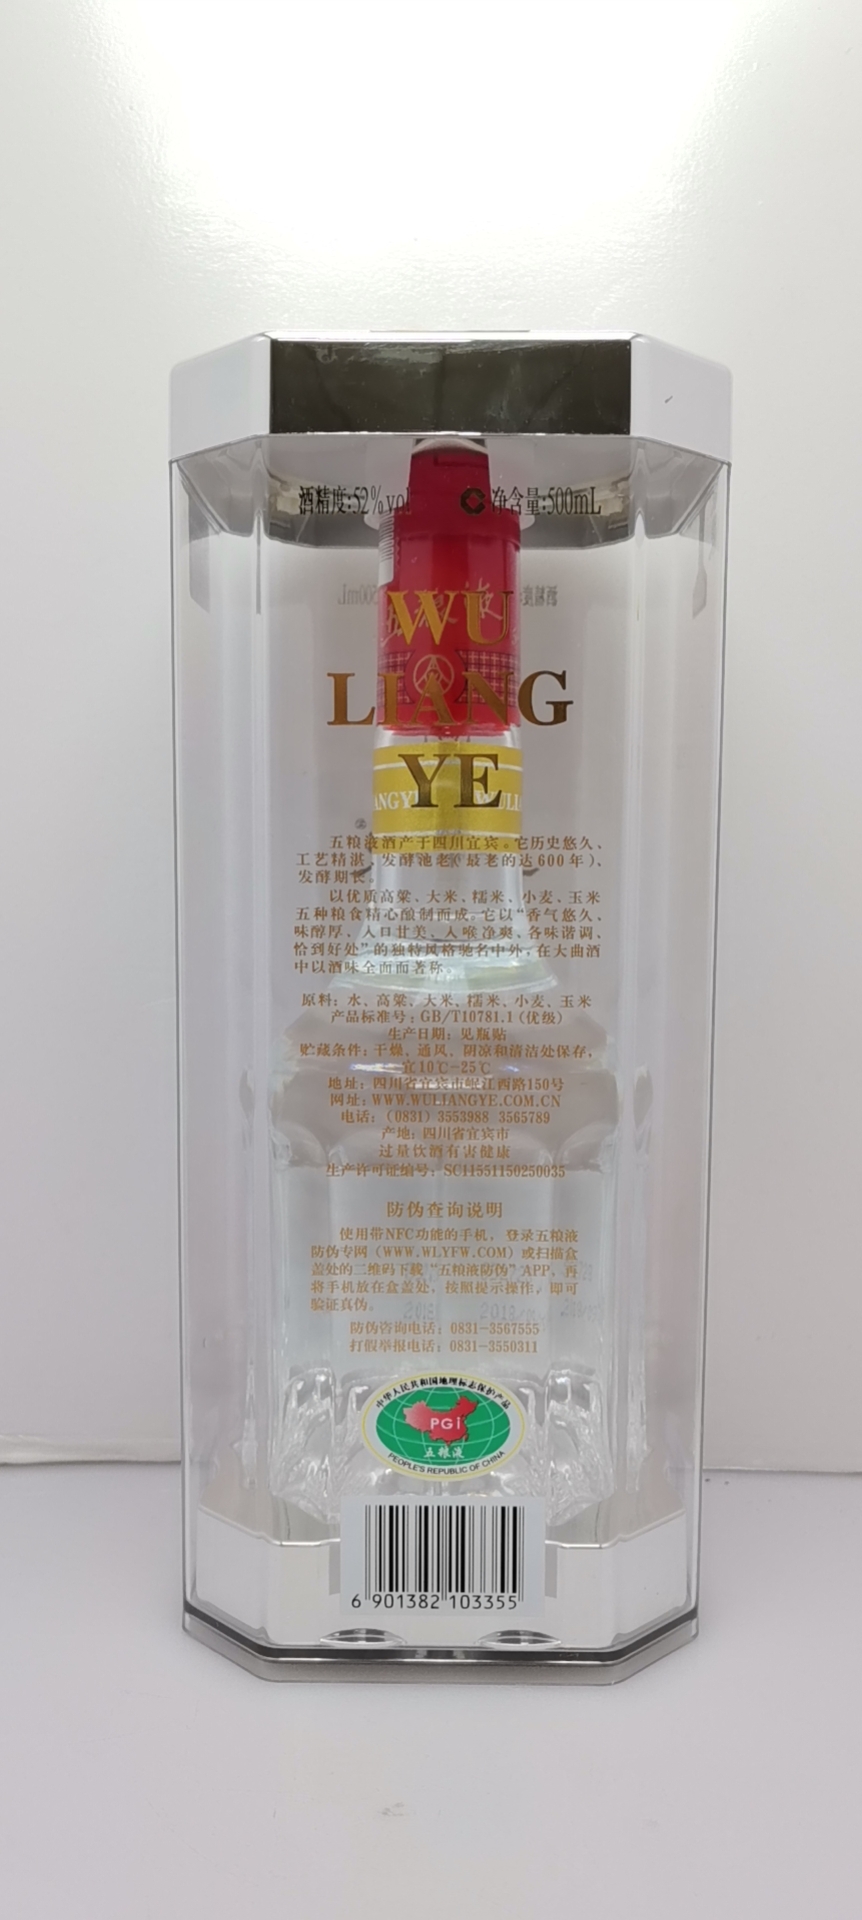 酒精度:52%vol 净含量:500mL
WU
LIANG
YE
五粮液酒产于四川宜宾。它历史悠久、
工艺精湛、发酵池老(最老的达600年)、
发酵期长。
以优质高粱、大米、糯米、小麦、玉米
五种粮食精心酿制而成。它以“香气悠久、
味醇厚、入口甘美、入喉净爽、各味谐调、
恰到好处”的独特风格驰名中外,在大曲酒
中以酒味全面而著称。
原料: 水、高粱、大米、糯米、小麦、玉米
产品标准号: GB/T10781.1(优级)
生产日期: 见瓶贴
贮藏条件: 干燥、通风、阴凉和清洁处保存,
宜10℃-25℃
地址: 四川省宜宾市岷江西路150号
网址: WWW.WULIANGYE.COM.CN
电话: (0831) 3553988 3565789
产地: 四川省宜宾市
过量饮酒有害健康
生产许可证编号: SC11551150250035
防伪查询说明
使用带NFC功能的手机, 登录五粮液
防伪专网 (WWW.WLYFW.COM) 或扫描盒
盖处的二维码下载“五粮液防伪”APP, 再
将手机放在盒盖处, 按照提示操作, 即可
验证真伪。
防伪咨询电话: 0831-3567555
打假举报电话: 0831-3550311
中华人民共和国地理标志保护产品
PGi
五粮液
PEOPLE'S REPUBLIC OF CHINA
6 901382 103355